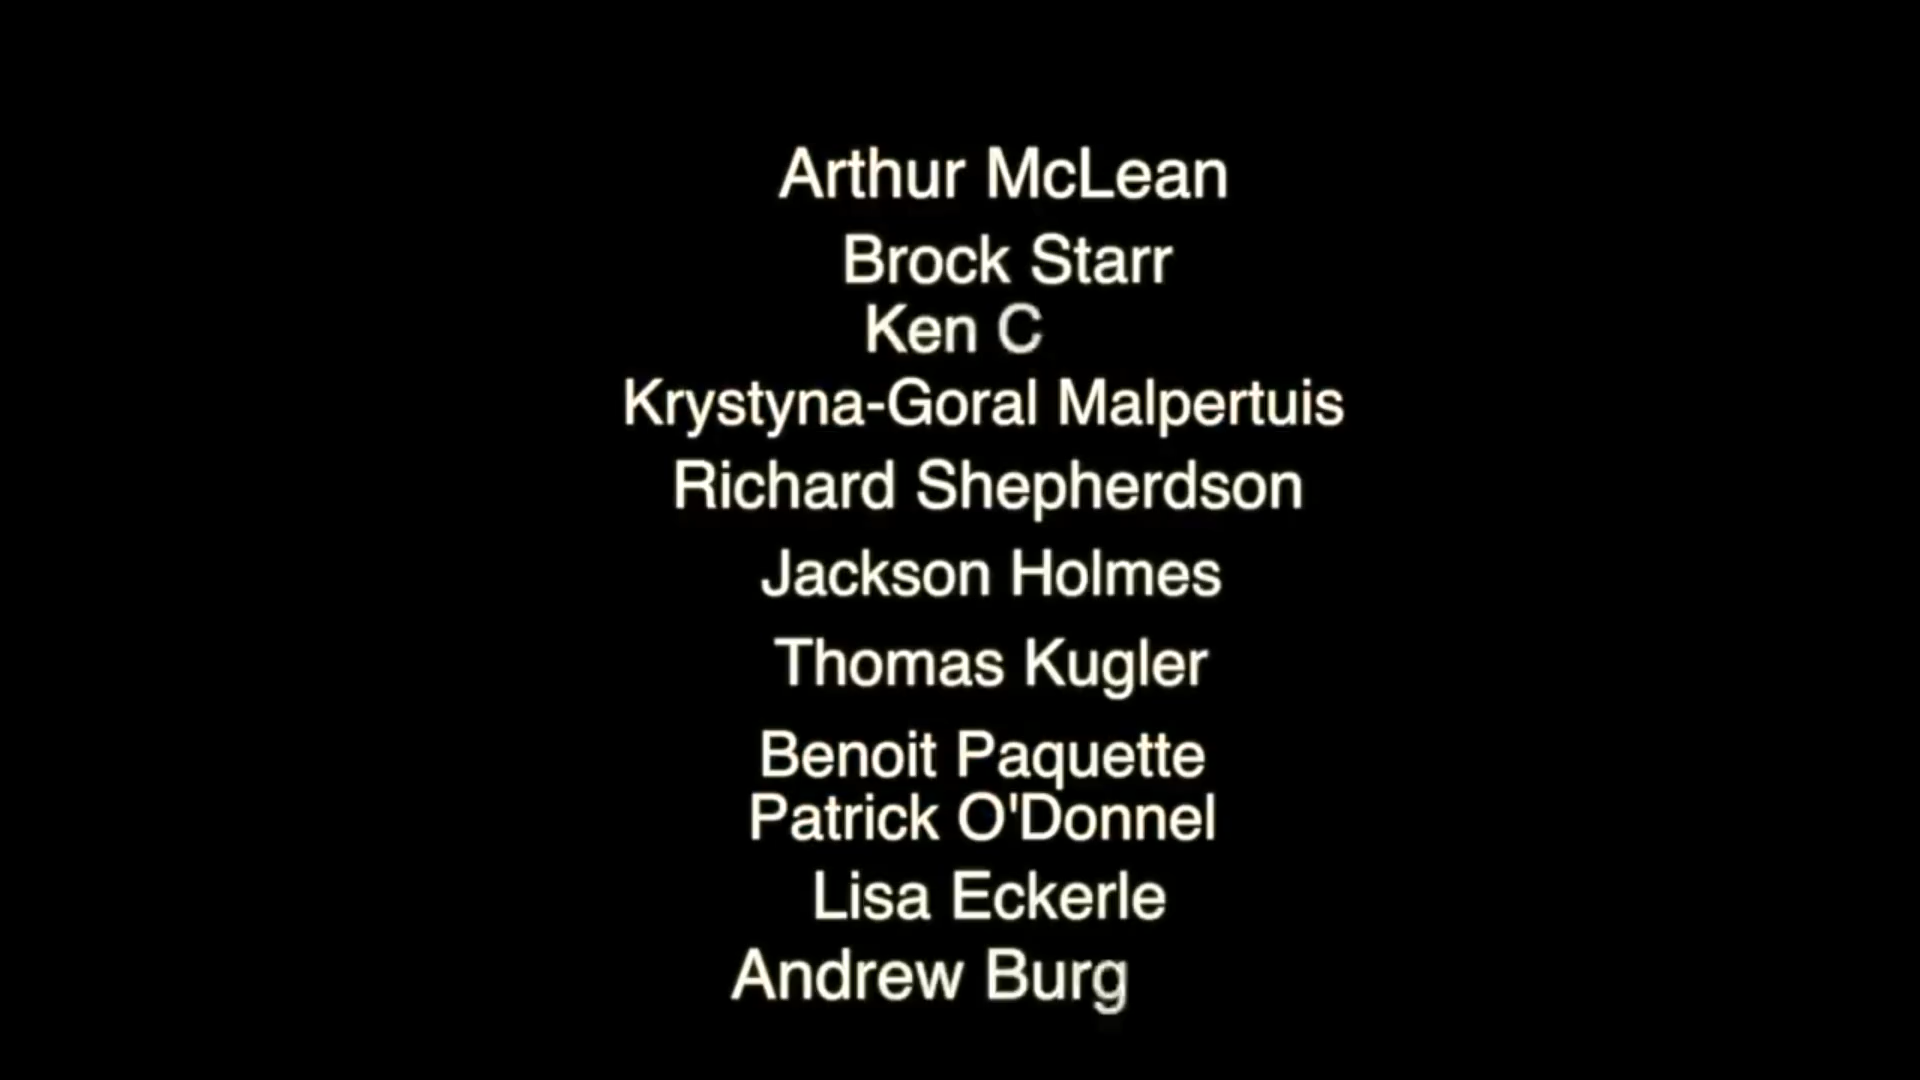 Arthur McLean
Brock Starr
Ken C
Krystyna-Goral Malpertuis
Richard Shepherdson
Jackson Holmes
Thomas Kugler
Benoit Paquette
Patrick O'Donnel
Lisa Eckerle
Andrew Burg